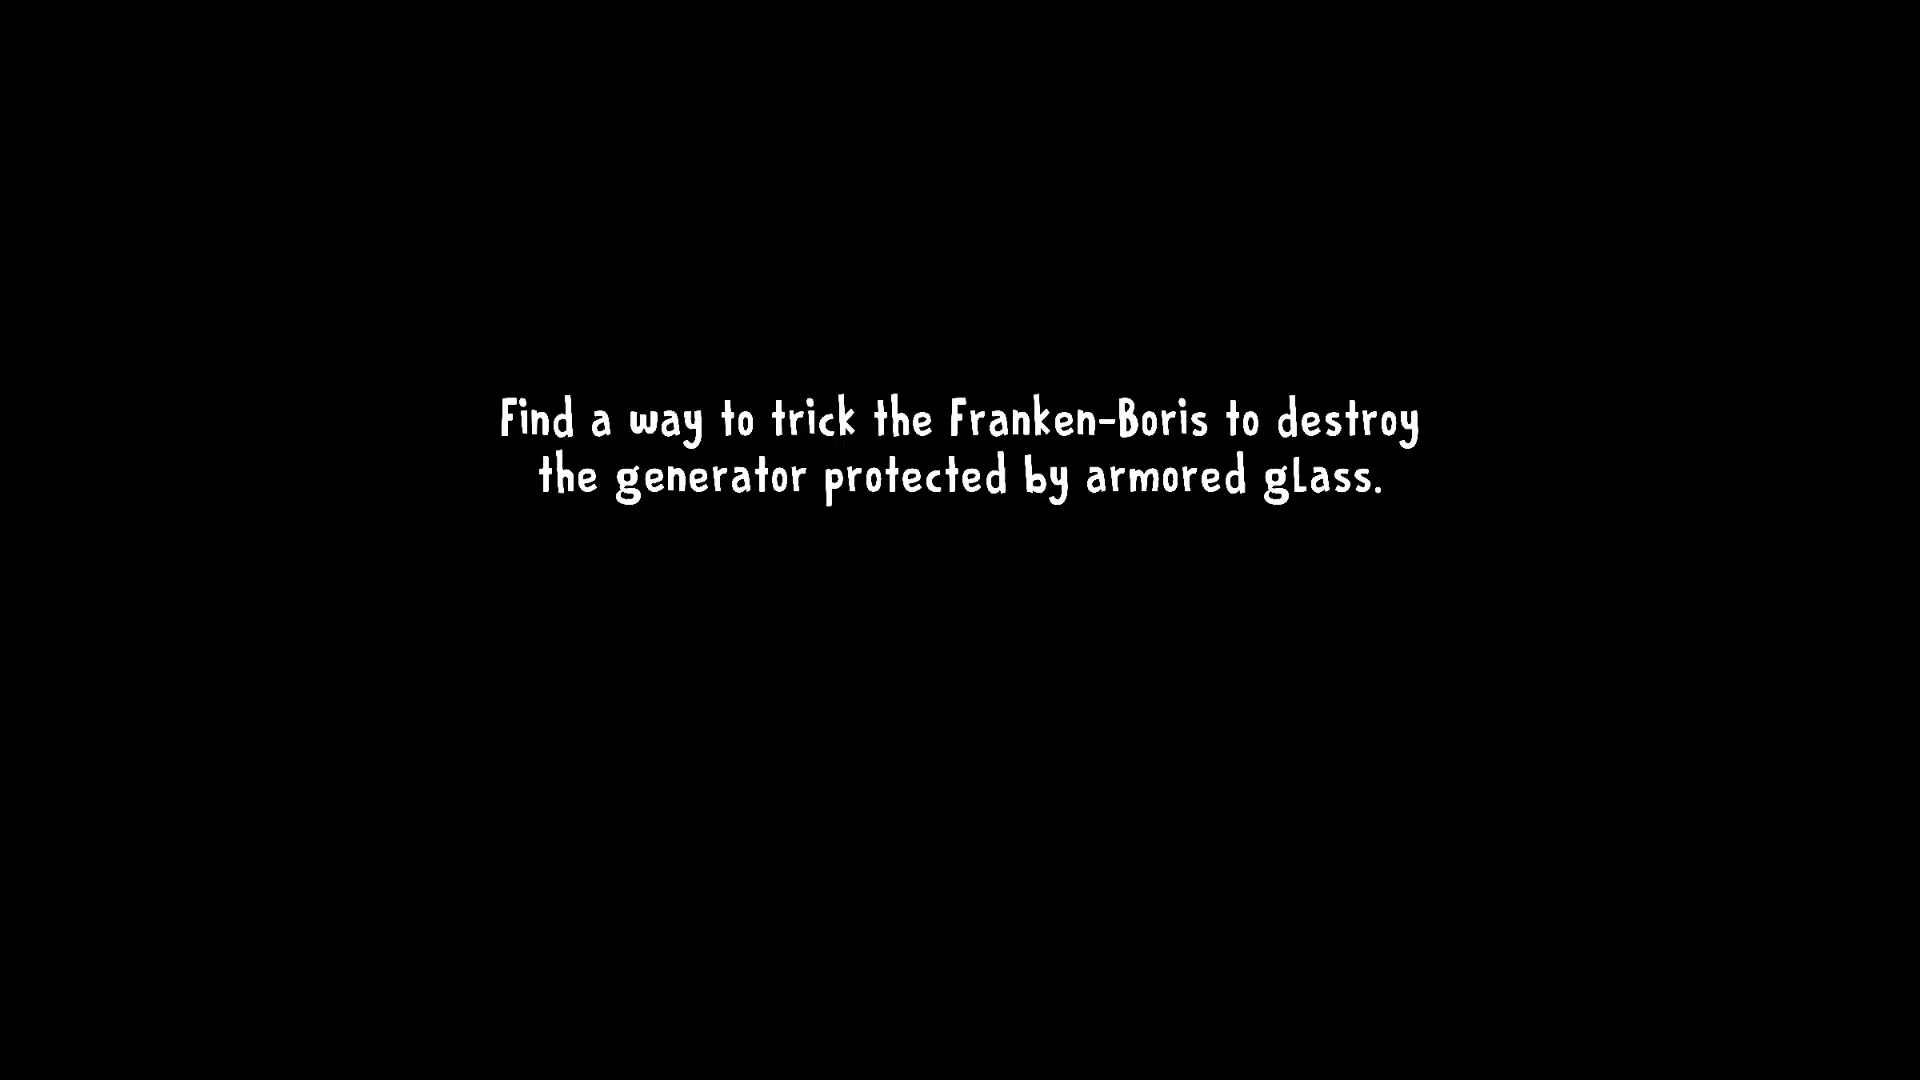 Find a way to trick the Franken-Boris to destroy
the generator protected by armored glass.